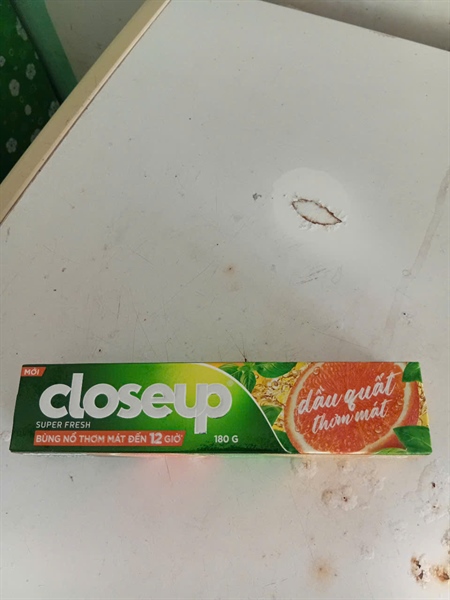 MỚI
closeup
SUPER FRESH
BÙNG NỔ THƠM MÁT ĐẾN 12 GIỜ
180 G
dầu quất
thơm mát